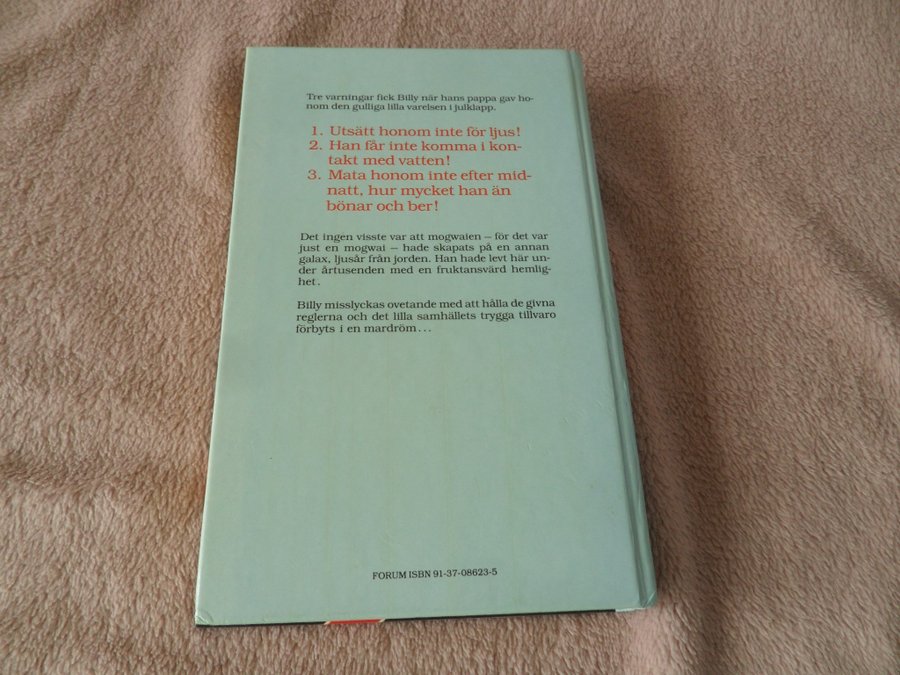 Tre varningar fick Billy när hans pappa gav ho-
nom den gulliga lilla varelsen i julklapp.
1. Utsätt honom inte för ljus!
2. Han får inte komma i kon-
takt med vatten!
3. Mata honom inte efter mid-
natt, hur mycket han än
bönar och ber!
Det ingen visste var att mogwaien – för det var
just en mogwai – hade skapats på en annan
galax, ljusår från jorden. Han hade levt här un-
der årtusenden med en fruktansvärd hemlig-
het.
Billy misslyckas ovetande med att hålla de givna
reglerna och det lilla samhällets trygga tillvaro
förbyts i en mardröm...
FORUM ISBN 91-37-08623-5